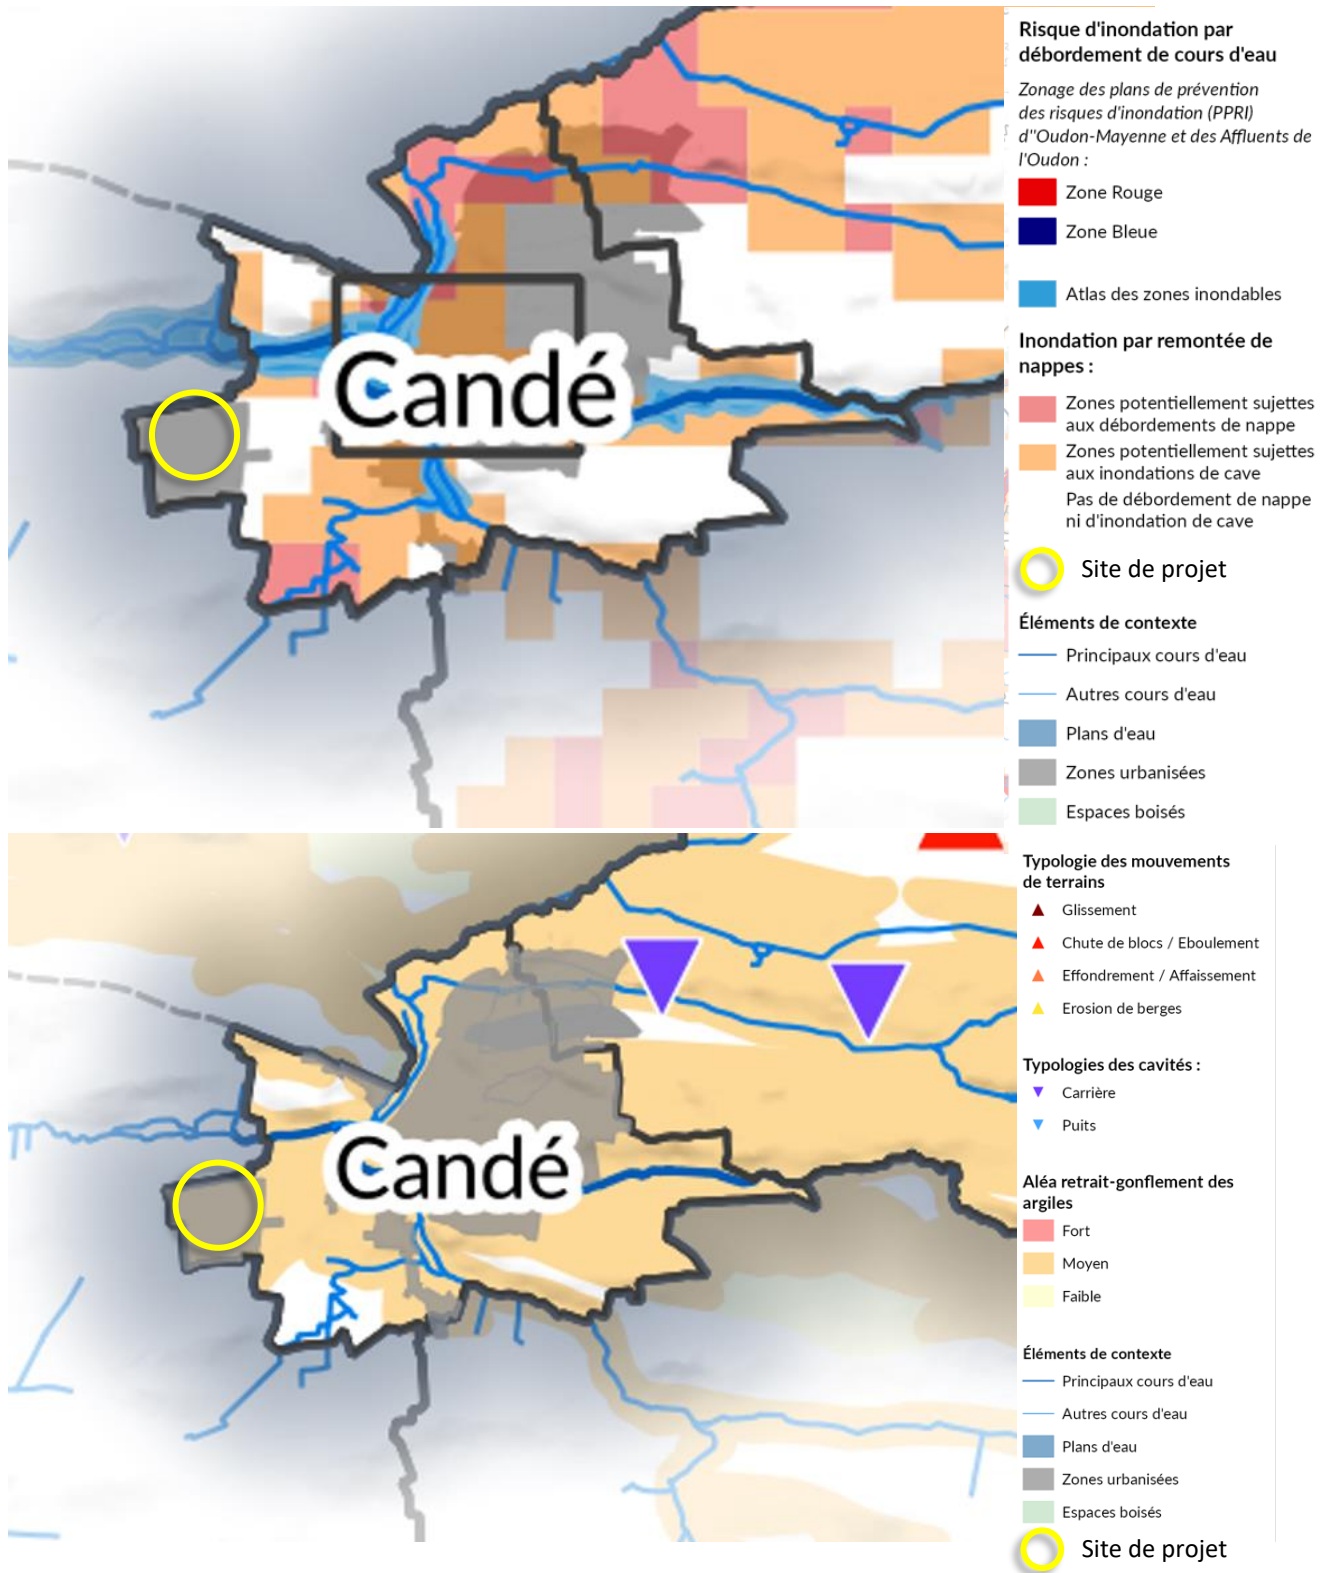 Candé
Risque d'inondation par
débordement de cours d'eau
Zonage des plans de prévention
des risques d'inondation (PPRI)
d''Oudon-Mayenne et des Affluents de
l'Oudon :
Zone Rouge
Zone Bleue
Atlas des zones inondables
Inondation par remontée de
nappes :
Zones potentiellement sujettes
aux débordements de nappe
Zones potentiellement sujettes
aux inondations de cave
Pas de débordement de nappe
ni d'inondation de cave
Site de projet
Éléments de contexte
Principaux cours d'eau
Autres cours d'eau
Plans d'eau
Zones urbanisées
Espaces boisés
Candé
Typologie des mouvements
de terrains
Glissement
Chute de blocs / Eboulement
Effondrement / Affaissement
Erosion de berges
Typologies des cavités :
Carrière
Puits
Aléa retrait-gonflement des
argiles
Fort
Moyen
Faible
Éléments de contexte
Principaux cours d'eau
Autres cours d'eau
Plans d'eau
Zones urbanisées
Espaces boisés
Site de projet